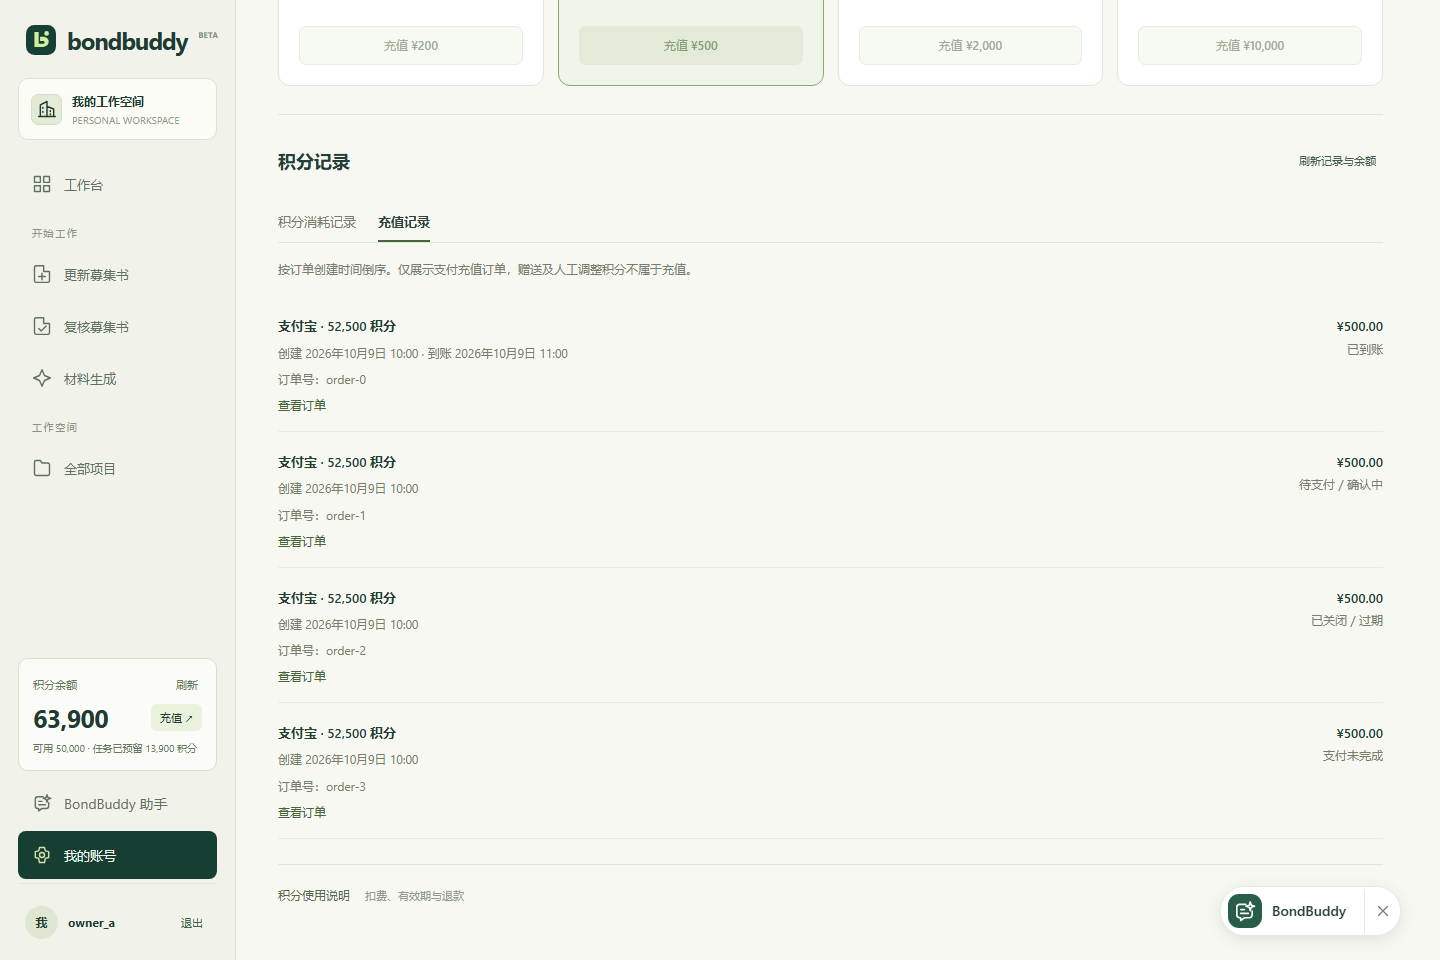 bondbuddy BETA
我的工作空间
PERSONAL WORKSPACE
工作台
开始工作
更新募集书
复核募集书
材料生成
工作空间
全部项目
积分余额 刷新
63,900 充值 ↗
可用 50,000 · 任务已预留 13,900 积分
BondBuddy 助手
我的账号
我 owner_a 退出
充值 ¥200 充值 ¥500 充值 ¥2,000 充值 ¥10,000
积分记录 刷新记录与余额
积分消耗记录 充值记录
按订单创建时间倒序。仅展示支付充值订单，赠送及人工调整积分不属于充值。
支付宝 · 52,500 积分 ¥500.00
创建 2026年10月9日 10:00 · 到账 2026年10月9日 11:00 已到账
订单号：order-0
查看订单
支付宝 · 52,500 积分 ¥500.00
创建 2026年10月9日 10:00 待支付 / 确认中
订单号：order-1
查看订单
支付宝 · 52,500 积分 ¥500.00
创建 2026年10月9日 10:00 已关闭 / 过期
订单号：order-2
查看订单
支付宝 · 52,500 积分 ¥500.00
创建 2026年10月9日 10:00 支付未完成
订单号：order-3
查看订单
积分使用说明 扣费、有效期与退款
BondBuddy